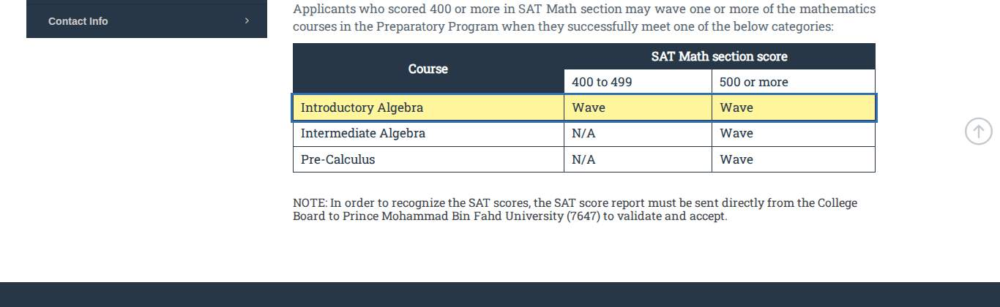 Contact Info
Applicants who scored 400 or more in SAT Math section may wave one or more of the mathematics
courses in the Preparatory Program when they successfully meet one of the below categories:
Course
SAT Math section score
400 to 499
500 or more
Introductory Algebra
Wave
Wave
Intermediate Algebra
N/A
Wave
Pre-Calculus
N/A
Wave
NOTE: In order to recognize the SAT scores, the SAT score report must be sent directly from the College
Board to Prince Mohammad Bin Fahd University (7647) to validate and accept.